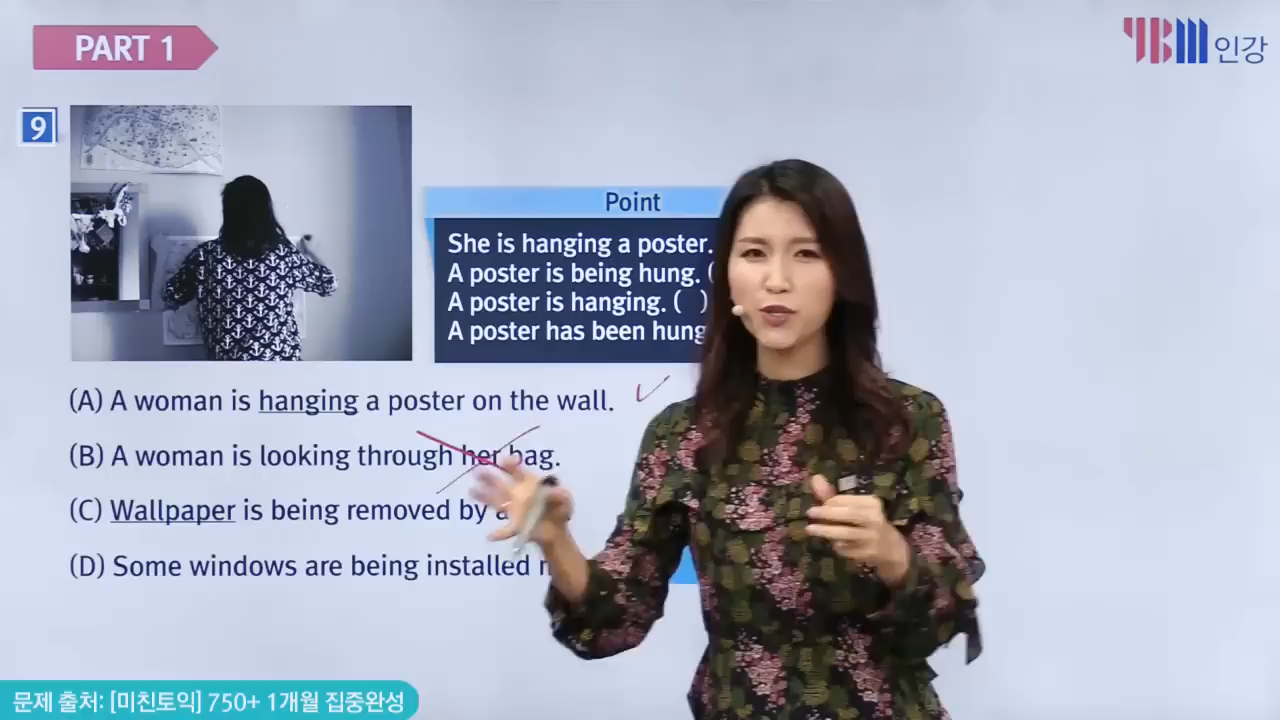 PART 1
YBM 인강
9
Point
She is hanging a poster.
A poster is being hung. (
A poster is hanging. ( )
A poster has been hung
(A) A woman is hanging a poster on the wall.
(B) A woman is looking through her bag.
(C) Wallpaper is being removed by a
(D) Some windows are being installed
문제 출처: [미친토익] 750+ 1개월 집중완성